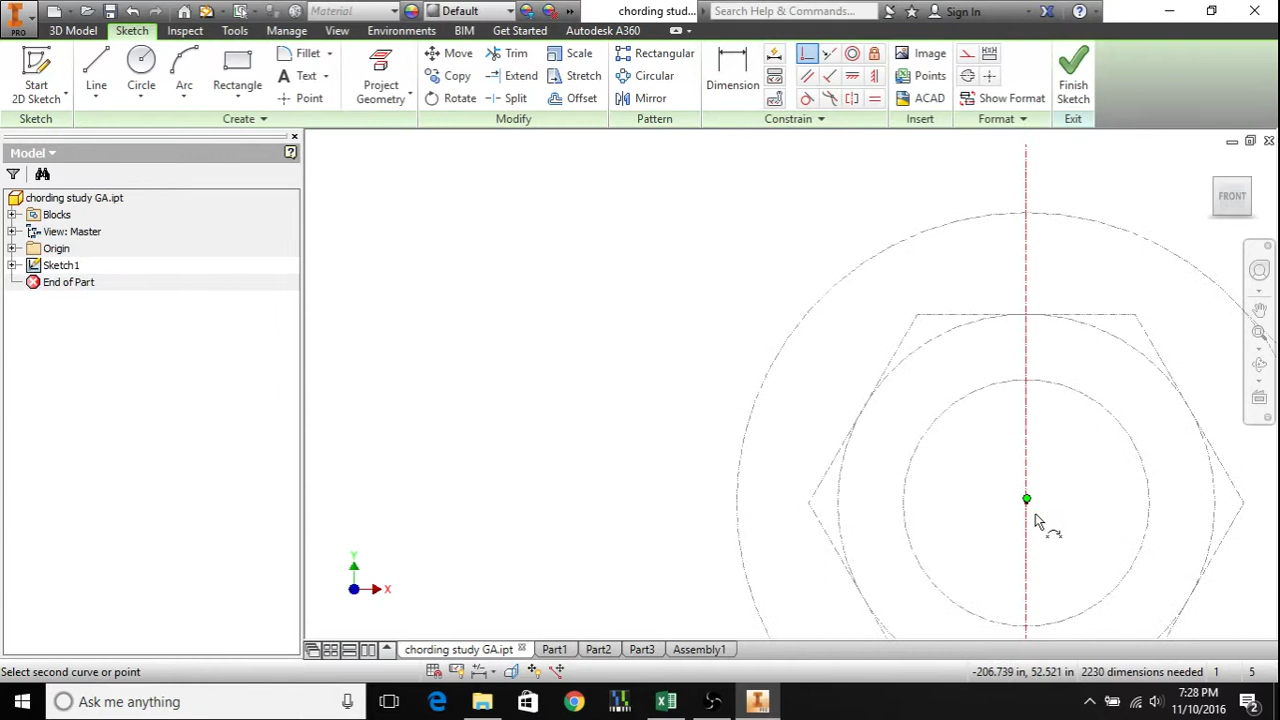 PRO
Material
Default
chording studz...
Search Help & Commands...
Sign In
3D Model Sketch Inspect Tools Manage View Environments BIM Get Started Autodesk A360
Start 2D Sketch
Line
Circle
Arc
Rectangle
Fillet
Text
Point
Project Geometry
Move
Copy
Rotate
Trim
Extend
Split
Scale
Stretch
Offset
Rectangular
Circular
Mirror
Dimension
Image
Points
ACAD
Show Format
Finish Sketch
Sketch
Create
Modify
Pattern
Constrain
Insert
Format
Exit
Model
chording study GA.ipt
Blocks
View: Master
Origin
Sketch1
End of Part
FRONT
Y
X
chording study GA.ipt
Part1
Part2
Part3
Assembly1
Select second curve or point
-206.739 in, 52.521 in 2230 dimensions needed 1 5
Ask me anything
7:28 PM
11/10/2016
2